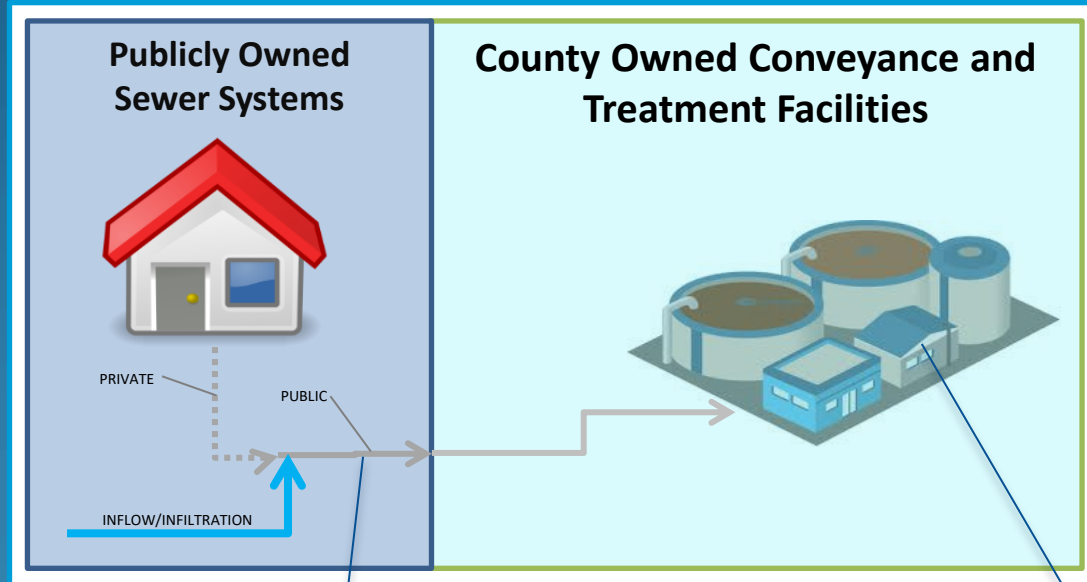 Publicly Owned
Sewer Systems
County Owned Conveyance and
Treatment Facilities
PRIVATE
PUBLIC
INFLOW/INFILTRATION